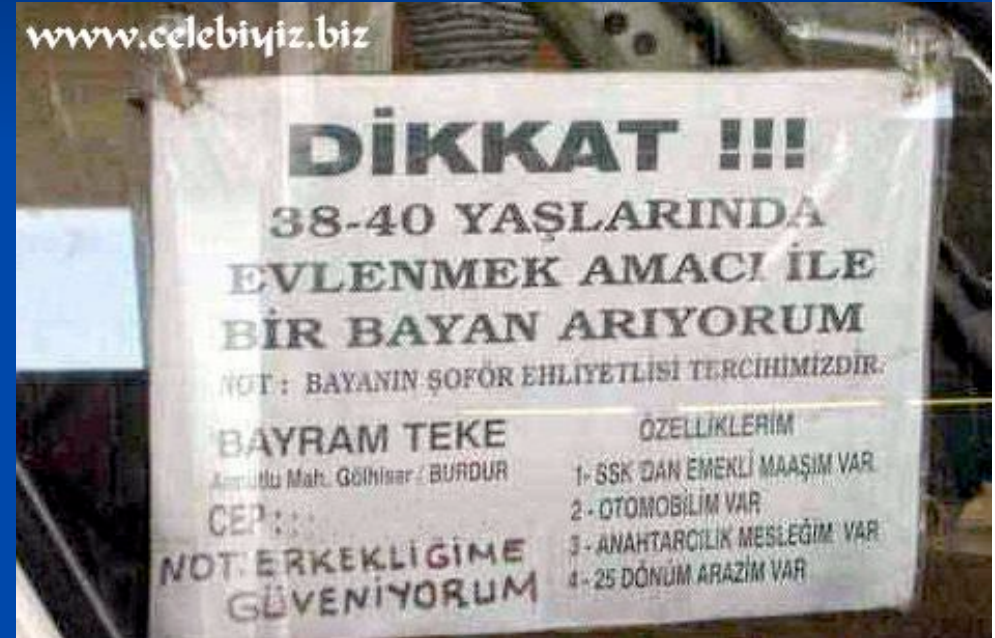 www.celebiyiz.biz
DİKKAT !!!
38-40 YAŞLARINDA
EVLENMEK AMACI İLE
BİR BAYAN ARIYORUM
NOT : BAYANIN ŞOFÖR EHLİYETLİSİ TERCİHİMİZDİR.
BAYRAM TEKE
Mah. Gölhisar / BURDUR
CEP :
NOT: ERKEKLİĞİME
GÜVENİYORUM
ÖZELLİKLERİM
1- SSK'DAN EMEKLİ MAAŞIM VAR
2 - OTOMOBİLİM VAR
3 - ANAHTARCILIK MESLEĞİM VAR
4 - 25 DÖNÜM ARAZİM VAR